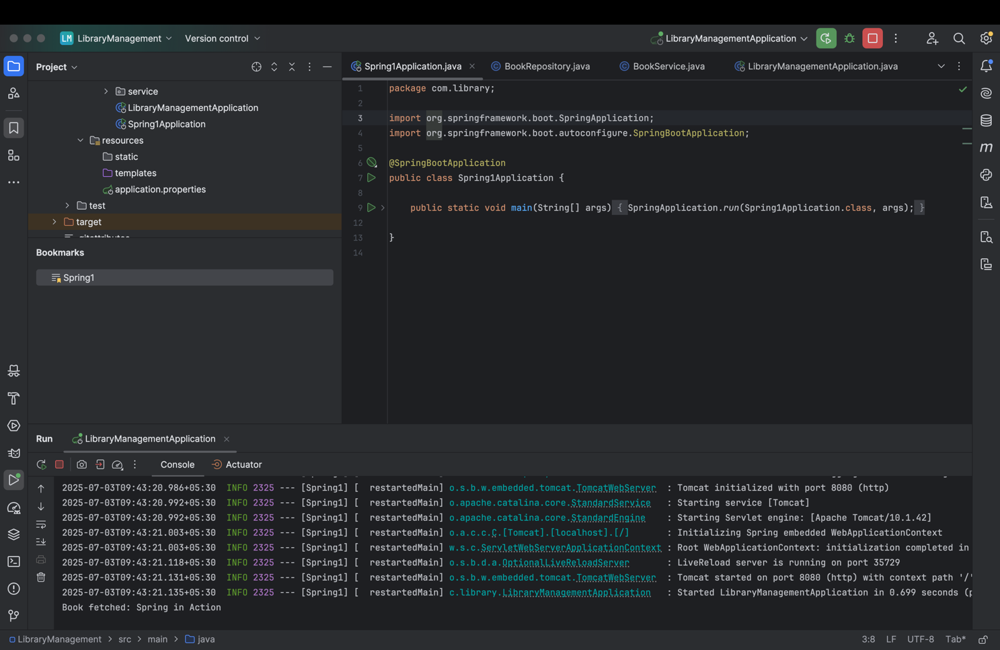 LM LibraryManagement Version control LibraryManagementApplication
Project
service
LibraryManagementApplication
Spring1Application
resources
static
templates
application.properties
test
target
.gitattributes
Bookmarks
Spring1
Spring1Application.java BookRepository.java BookService.java LibraryManagementApplication.java
1 package com.library;
2
3 import org.springframework.boot.SpringApplication;
4 import org.springframework.boot.autoconfigure.SpringBootApplication;
5
6 @SpringBootApplication
7 public class Spring1Application {
8
9 public static void main(String[] args) { SpringApplication.run(Spring1Application.class, args); }
12
13 }
14
Run LibraryManagementApplication
Console Actuator
2025-07-03T09:43:20.986+05:30 INFO 2325 --- [Spring1] [ restartedMain] o.s.b.w.embedded.tomcat.TomcatWebServer : Tomcat initialized with port 8080 (http)
2025-07-03T09:43:20.992+05:30 INFO 2325 --- [Spring1] [ restartedMain] o.apache.catalina.core.StandardService : Starting service [Tomcat]
2025-07-03T09:43:20.992+05:30 INFO 2325 --- [Spring1] [ restartedMain] o.apache.catalina.core.StandardEngine : Starting Servlet engine: [Apache Tomcat/10.1.42]
2025-07-03T09:43:21.003+05:30 INFO 2325 --- [Spring1] [ restartedMain] o.a.c.c.C.[Tomcat].[localhost].[/] : Initializing Spring embedded WebApplicationContext
2025-07-03T09:43:21.003+05:30 INFO 2325 --- [Spring1] [ restartedMain] w.s.c.ServletWebServerApplicationContext : Root WebApplicationContext: initialization completed in
2025-07-03T09:43:21.118+05:30 INFO 2325 --- [Spring1] [ restartedMain] o.s.b.d.a.OptionalLiveReloadServer : LiveReload server is running on port 35729
2025-07-03T09:43:21.131+05:30 INFO 2325 --- [Spring1] [ restartedMain] o.s.b.w.embedded.tomcat.TomcatWebServer : Tomcat started on port 8080 (http) with context path '/'
2025-07-03T09:43:21.135+05:30 INFO 2325 --- [Spring1] [ restartedMain] c.library.LibraryManagementApplication : Started LibraryManagementApplication in 0.699 seconds (p
Book fetched: Spring in Action
LibraryManagement > src > main > java 3:8 LF UTF-8 Tab*